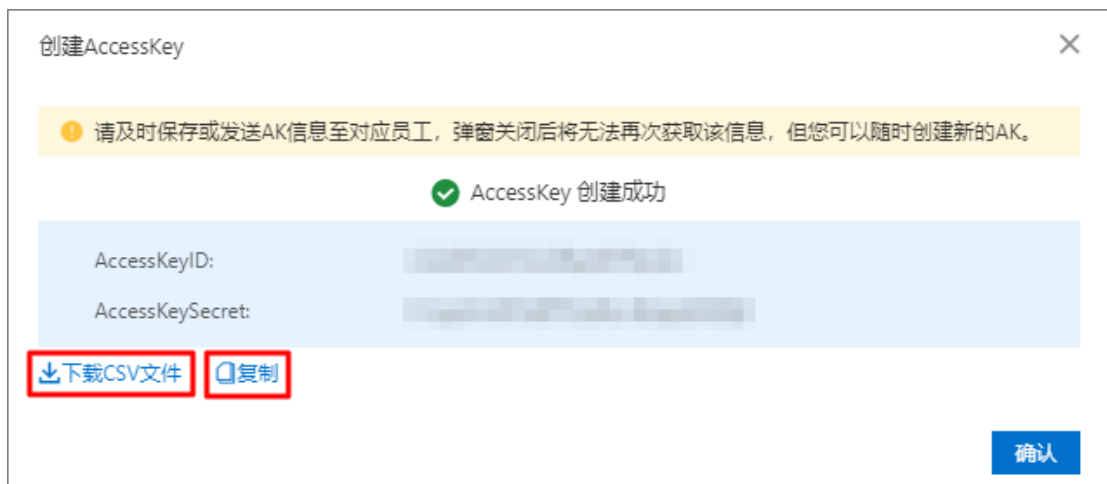 创建AccessKey
请及时保存或发送AK信息至对应员工，弹窗关闭后将无法再次获取该信息，但您可以随时创建新的AK。
AccessKey 创建成功
AccessKeyID:
AccessKeySecret:
下载CSV文件 复制
确认